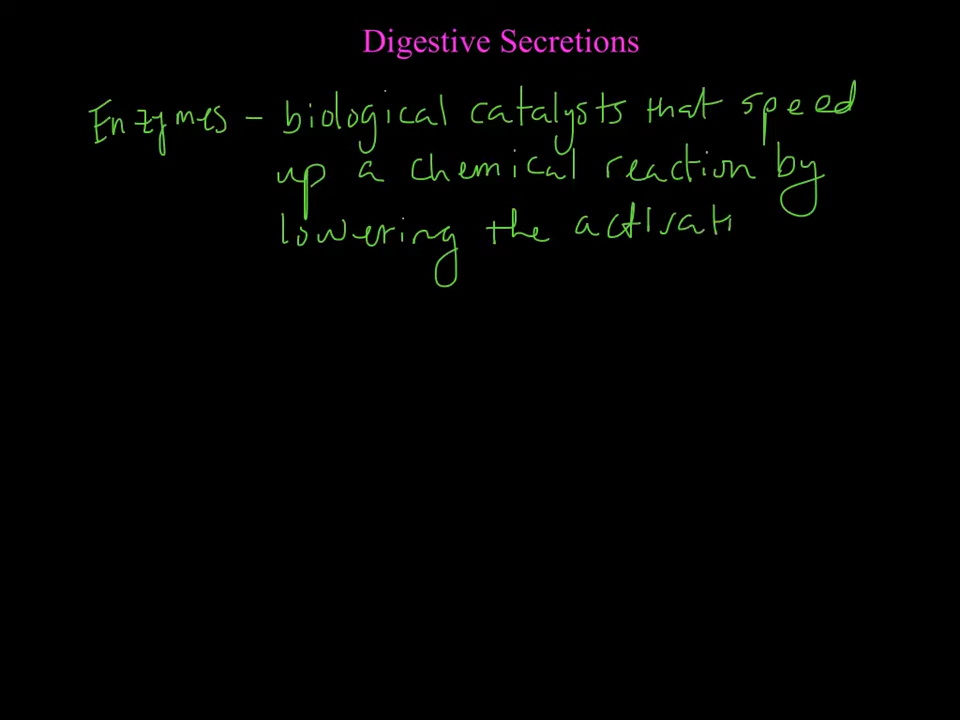 Digestive Secretions
Enzymes - biological catalysts that speed
up a chemical reaction by
lowering the activati